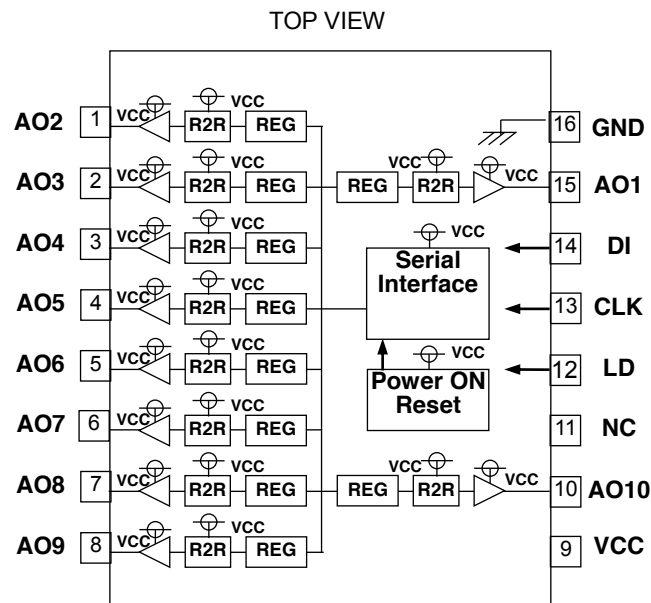 TOP VIEW
AO2 1 VCC R2R VCC REG 16 GND
AO3 2 VCC R2R VCC REG REG VCC R2R VCC 15 AO1
AO4 3 VCC R2R VCC REG VCC 14 DI
Serial
Interface
AO5 4 VCC R2R VCC REG 13 CLK
AO6 5 VCC R2R VCC REG VCC 12 LD
Power ON
Reset
AO7 6 VCC R2R VCC REG 11 NC
AO8 7 VCC R2R VCC REG REG VCC R2R VCC 10 AO10
AO9 8 VCC R2R VCC REG 9 VCC